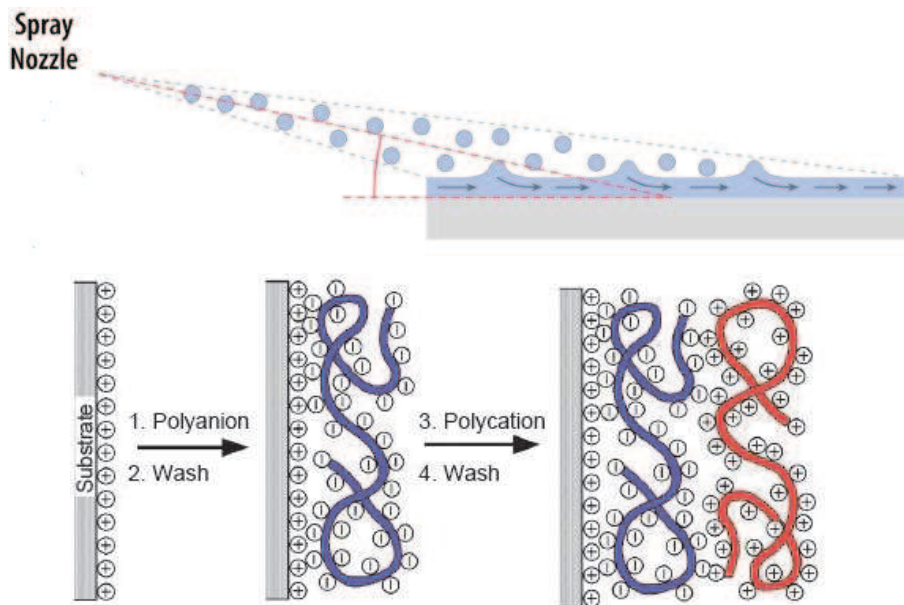 Spray
Nozzle
Substrate
1. Polyanion
2. Wash
3. Polycation
4. Wash